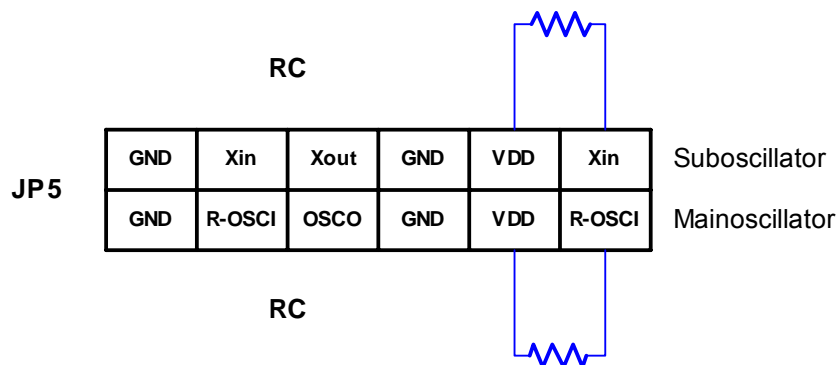 RC
GND Xin Xout GND VDD Xin Suboscillator
JP5
GND R-OSCI OSCO GND VDD R-OSCI Mainoscillator
RC